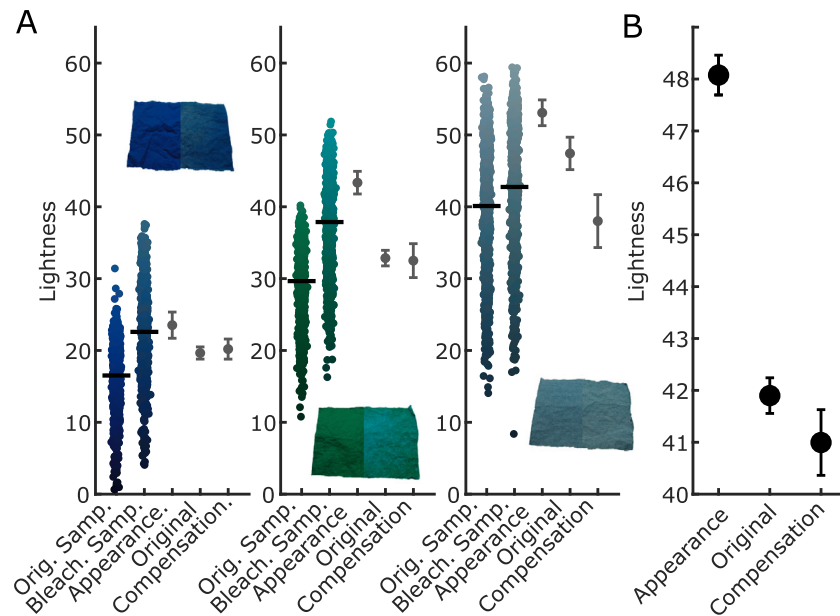 A
Lightness
60
50
40
30
20
10
0
Orig. Samp.
Bleach. Samp.
Appearance.
Original
Compensation.
60
50
40
30
20
10
0
Orig. Samp.
Bleach. Samp.
Appearance
Original
Compensation
60
50
40
30
20
10
0
Orig. Samp.
Bleach. Samp.
Appearance
Original
Compensation
B
Lightness
48
47
46
45
44
43
42
41
40
Appearance
Original
Compensation